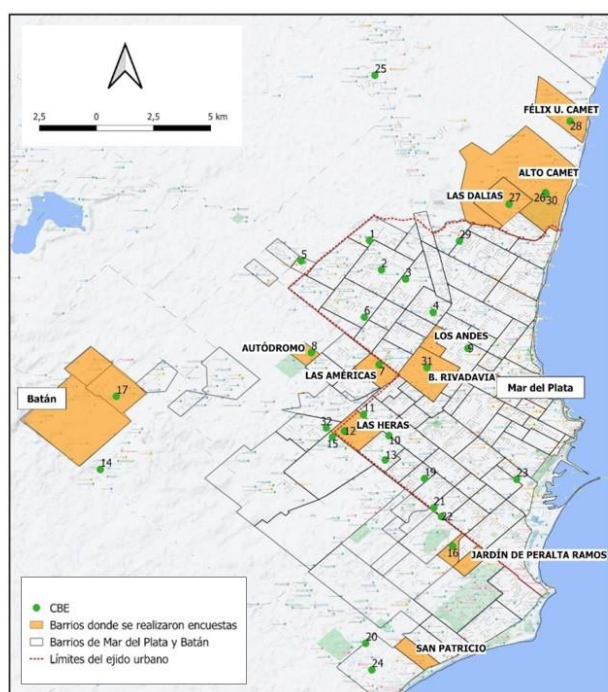 25
2,5 0 2,5 5 km
FÉLIX U. CAMET
28
ALTO CAMET
LAS DALIAS
27
26
30
1
29
5
2
3
6
4
LOS ANDES
AUTÓDROMO
8
9
LAS AMÉRICAS
7
31
B. RIVADAVIA
Mar del Plata
17
Batán
11
LAS HERAS
32
12
10
15
13
14
19
23
21
22
16
JARDÍN DE PERALTA RAMOS
CBE
Barrios donde se realizaron encuestas
Barrios de Mar del Plata y Batán
Límites del ejido urbano
20
SAN PATRICIO
24